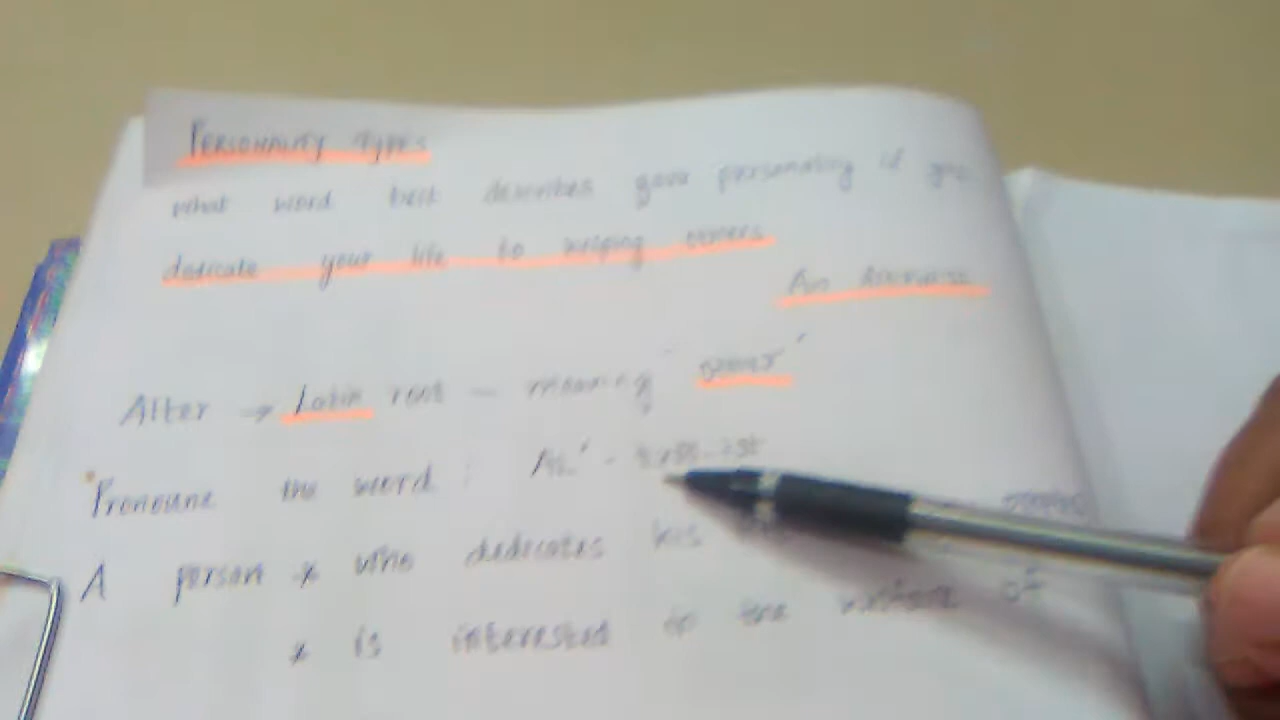 PERSONALITY TYPES
what word best describes your personality if you
dedicate your life to helping others
An
Alter → Latin root - meaning 'other'
Pronounce the word : AL' -
A person * who dedicates his
* is interested in the welfare of